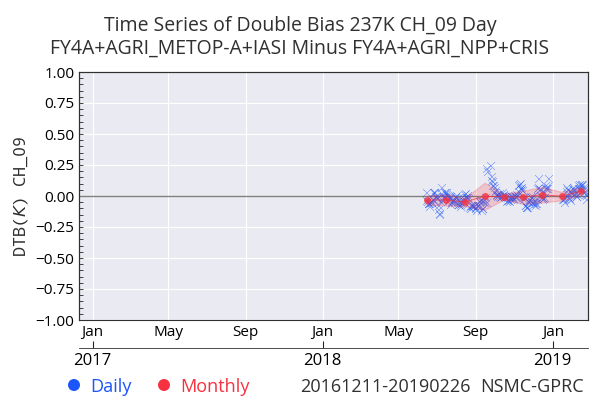 Time Series of Double Bias 237K CH_09 Day
FY4A+AGRI_METOP-A+IASI Minus FY4A+AGRI_NPP+CRIS
DTB(K) CH_09
1.00
0.75
0.50
0.25
0.00
−0.25
−0.50
−0.75
−1.00
Jan May Sep Jan May Sep Jan
2017 2018 2019
Daily Monthly 20161211-20190226 NSMC-GPRC